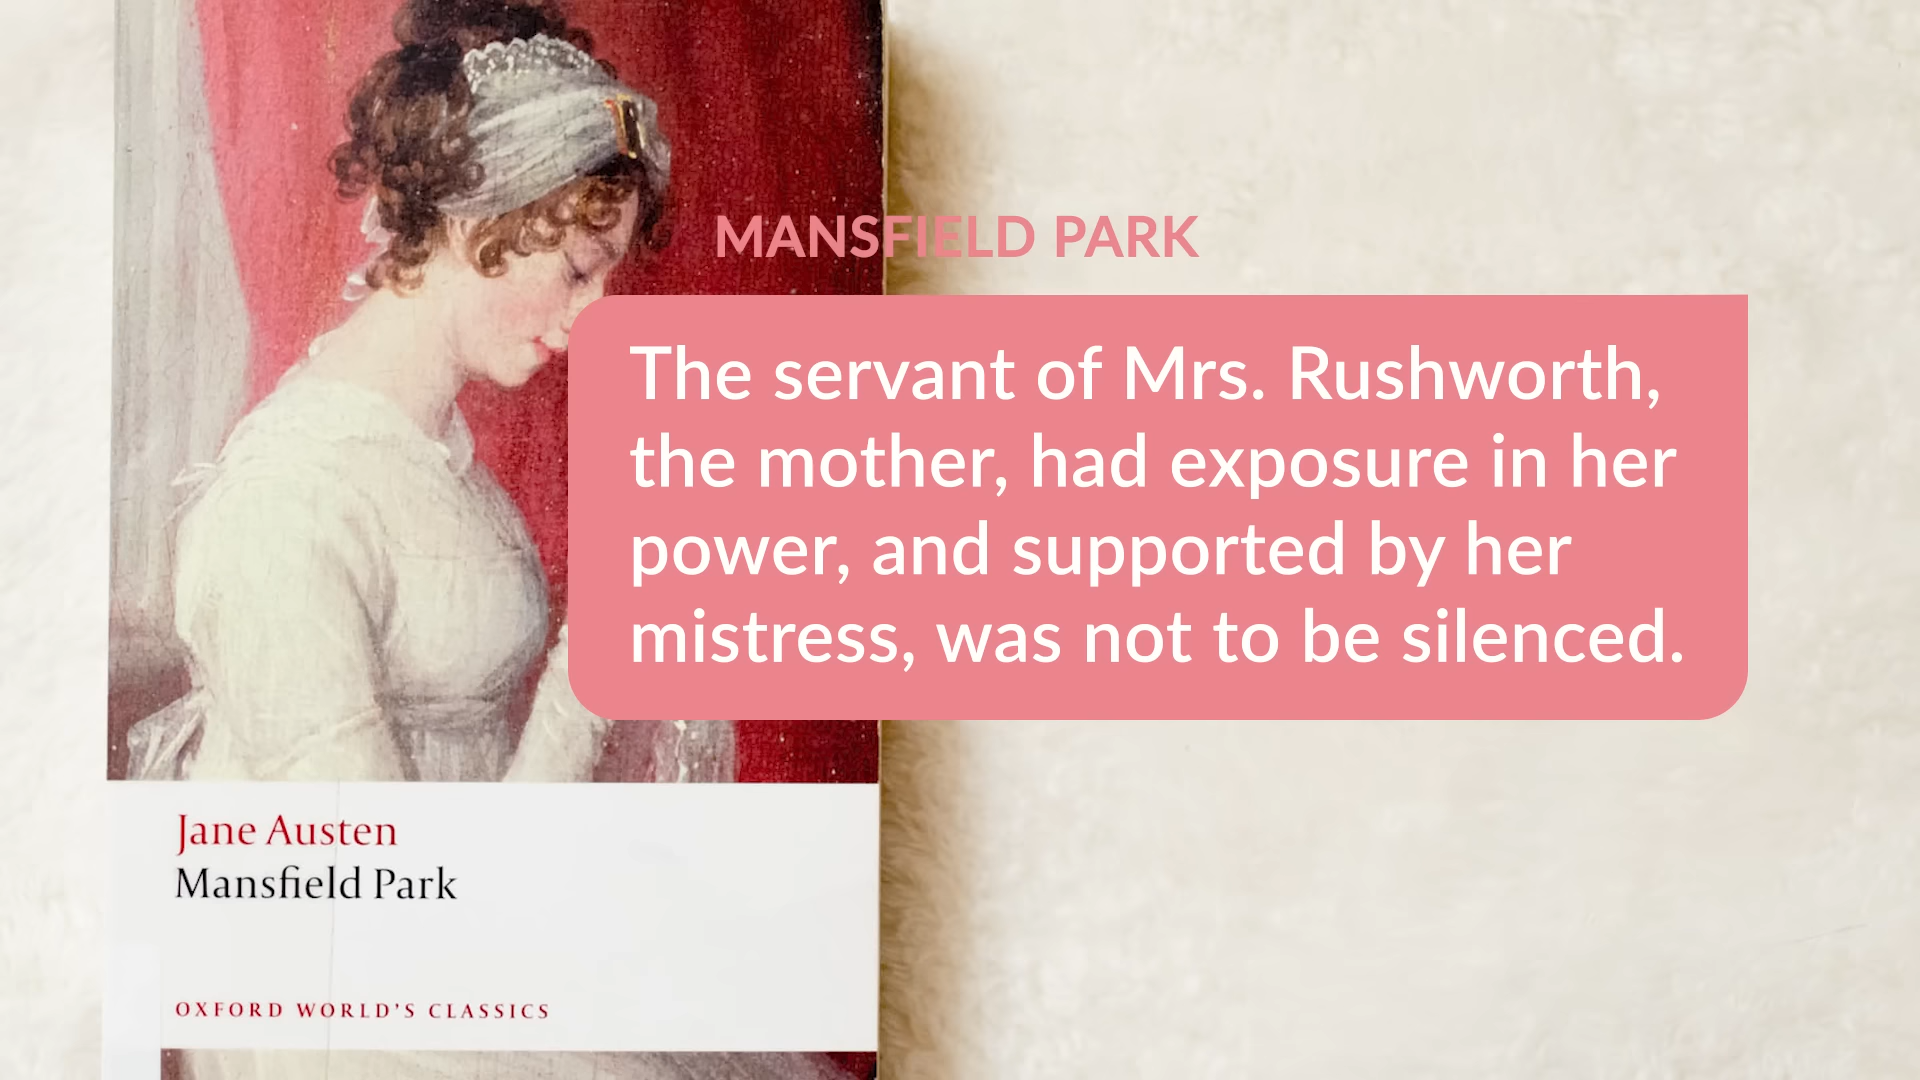 MANSFIELD PARK
The servant of Mrs. Rushworth,
the mother, had exposure in her
power, and supported by her
mistress, was not to be silenced.
Jane Austen
Mansfield Park
OXFORD WORLD'S CLASSICS